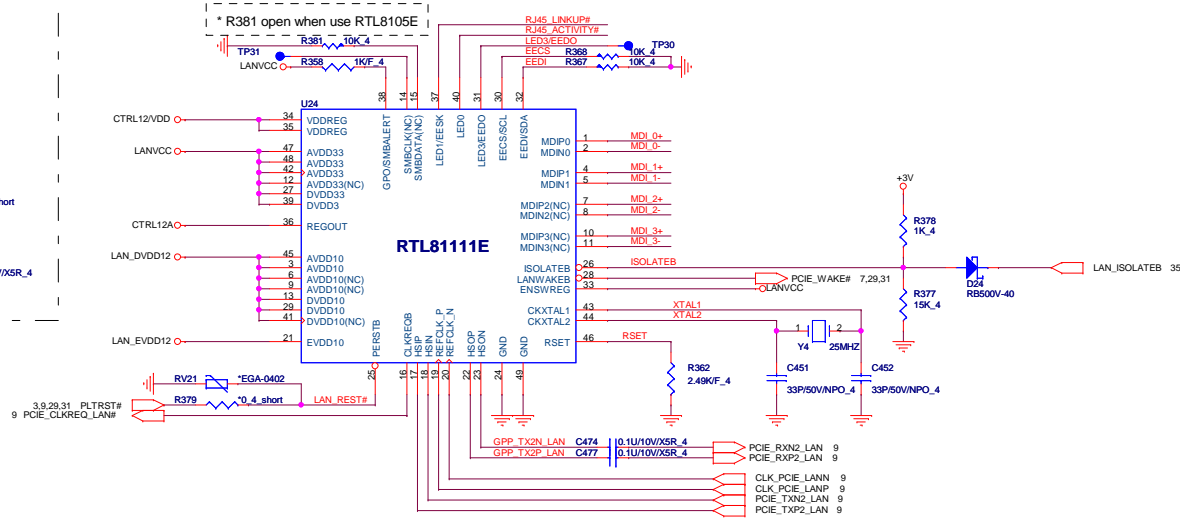 * R381 open when use RTL8105E
RJ45_LINKUP#
RJ45_ACTIVITY#
LED3/EEDO
EECS
EEDI
R381 10K_4
TP31
LANVCC R358 1K/F_4
TP30
R368 10K_4
R367 10K_4
38 14 15 37 40 31 30 32
U24
GPO/SMBALERT
SMBCLK(NC)
SMBDATA(NC)
LED1/EESK
LED0
LED3/EEDO
EECS/SCL
EEDI/SDA
CTRL12/VDD 34 VDDREG
35 VDDREG
LANVCC 47 AVDD33
48 AVDD33
42 AVDD33
12 AVDD33(NC)
27 DVDD33
39 DVDD3
CTRL12A 36 REGOUT
LAN_DVDD12 45 AVDD10
3 AVDD10
6 AVDD10(NC)
9 AVDD10(NC)
13 DVDD10
29 DVDD10
41 DVDD10(NC)
LAN_EVDD12 21 EVDD10
RTL81111E
MDIP0 1 MDI_0+
MDIN0 2 MDI_0-
MDIP1 4 MDI_1+
MDIN1 5 MDI_1-
MDIP2(NC) 7 MDI_2+
MDIN2(NC) 8 MDI_2-
MDIP3(NC) 10 MDI_3+
MDIN3(NC) 11 MDI_3-
ISOLATEB 26 ISOLATEB
LANWAKEB 28 PCIE_WAKE# 7,29,31
ENSWREG 33 LANVCC
CKXTAL1 43 XTAL1
CKXTAL2 44 XTAL2
RSET 46 RSET
+3V
R378
1K_4
R377
15K_4
D24
RB500V-40
LAN_ISOLATEB 35
1 2
Y4 25MHZ
C451
33P/50V/NPO_4
C452
33P/50V/NPO_4
R362
2.49K/F_4
PERSTB
CLKREQB
HSIP
HSIN
REFCLK_P
REFCLK_N
HSOP
HSON
GND
GND
25 16 17 18 19 20 22 23 24 49
RV21 *EGA-0402
3,9,29,31 PLTRST# R379 *0_4_short LAN_REST#
9 PCIE_CLKREQ_LAN#
GPP_TX2N_LAN C474 0.1U/10V/X5R_4 PCIE_RXN2_LAN 9
GPP_TX2P_LAN C477 0.1U/10V/X5R_4 PCIE_RXP2_LAN 9
CLK_PCIE_LANN 9
CLK_PCIE_LANP 9
PCIE_TXN2_LAN 9
PCIE_TXP2_LAN 9
/X5R_4